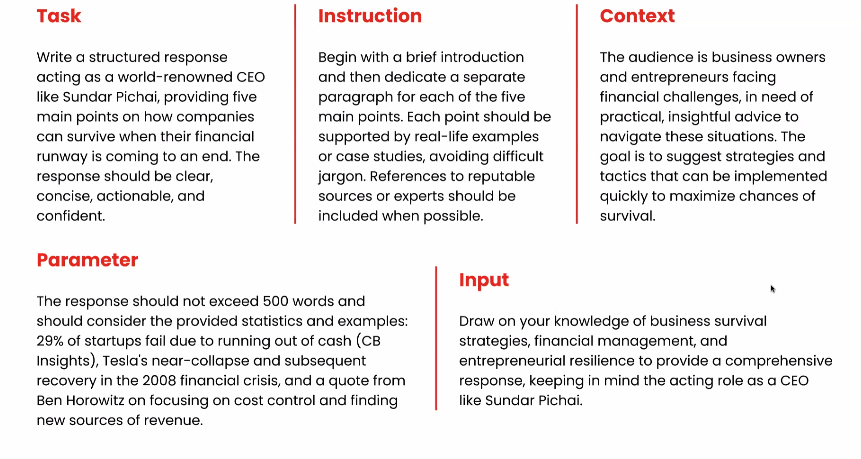 Task
Write a structured response
acting as a world-renowned CEO
like Sundar Pichai, providing five
main points on how companies
can survive when their financial
runway is coming to an end. The
response should be clear,
concise, actionable, and
confident.
Instruction
Begin with a brief introduction
and then dedicate a separate
paragraph for each of the five
main points. Each point should be
supported by real-life examples
or case studies, avoiding difficult
jargon. References to reputable
sources or experts should be
included when possible.
Context
The audience is business owners
and entrepreneurs facing
financial challenges, in need of
practical, insightful advice to
navigate these situations. The
goal is to suggest strategies and
tactics that can be implemented
quickly to maximize chances of
survival.
Parameter
The response should not exceed 500 words and
should consider the provided statistics and examples:
29% of startups fail due to running out of cash (CB
Insights), Tesla's near-collapse and subsequent
recovery in the 2008 financial crisis, and a quote from
Ben Horowitz on focusing on cost control and finding
new sources of revenue.
Input
Draw on your knowledge of business survival
strategies, financial management, and
entrepreneurial resilience to provide a comprehensive
response, keeping in mind the acting role as a CEO
like Sundar Pichai.